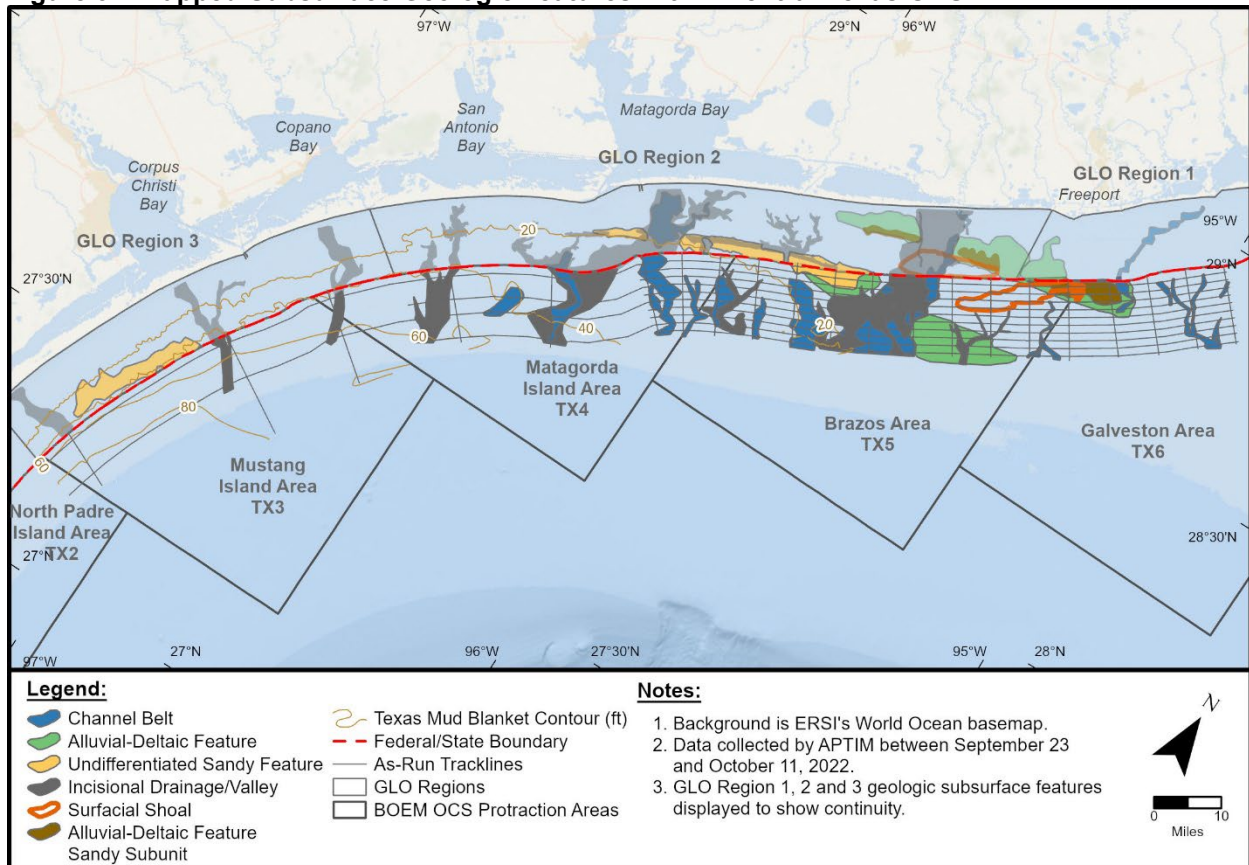 97°W
29°N
96°W
San
Antonio
Bay
Matagorda Bay
Copano
Bay
Corpus
Christi
Bay
GLO Region 2
GLO Region 1
Freeport
GLO Region 3
95°W
20
29°N
27°30'N
40
20
60
80
60
Matagorda
Island Area
TX4
Brazos Area
TX5
Galveston Area
TX6
Mustang
Island Area
TX3
North Padre
Island Area
TX2
27°N
28°30'N
97°W
27°N
96°W
27°30'N
95°W
28°N
Legend:
Channel Belt
Alluvial-Deltaic Feature
Undifferentiated Sandy Feature
Incisional Drainage/Valley
Surfacial Shoal
Alluvial-Deltaic Feature
Sandy Subunit
Texas Mud Blanket Contour (ft)
Federal/State Boundary
As-Run Tracklines
GLO Regions
BOEM OCS Protraction Areas
Notes:
1. Background is ERSI's World Ocean basemap.
2. Data collected by APTIM between September 23
and October 11, 2022.
3. GLO Region 1, 2 and 3 geologic subsurface features
displayed to show continuity.
N
0 10
Miles